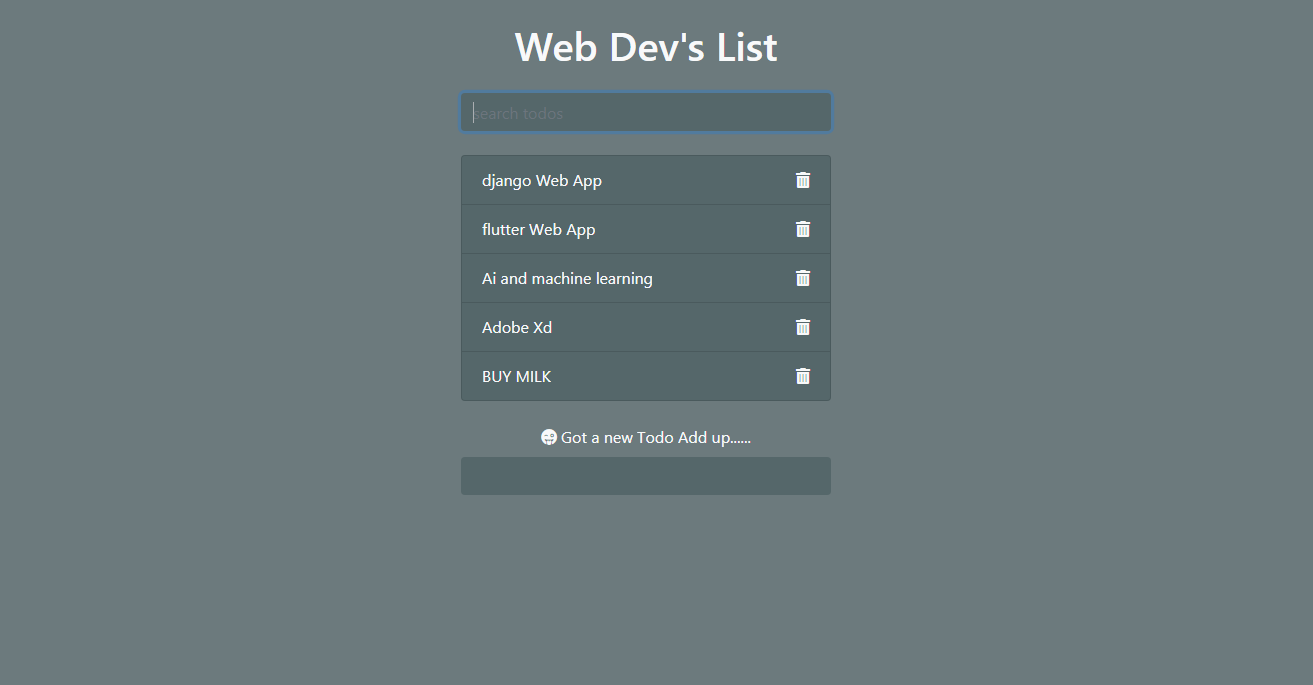 Web Dev's List
search todos
django Web App
flutter Web App
Ai and machine learning
Adobe Xd
BUY MILK
Got a new Todo Add up......